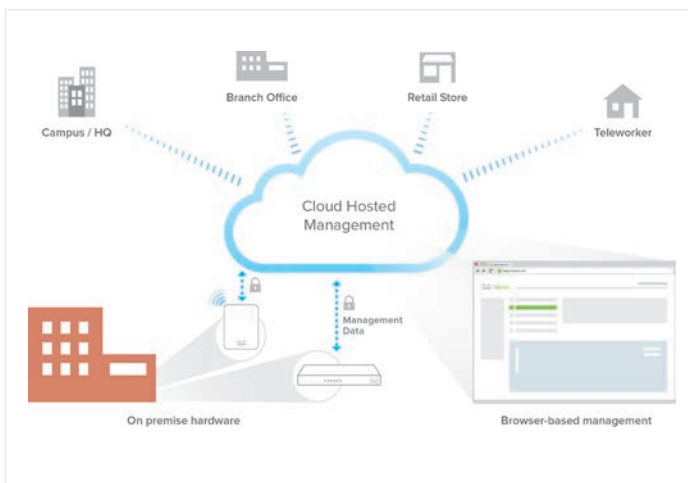 Branch Office
Retail Store
Campus / HQ
Teleworker
Cloud Hosted
Management
Management
Data
On premise hardware
Browser-based management